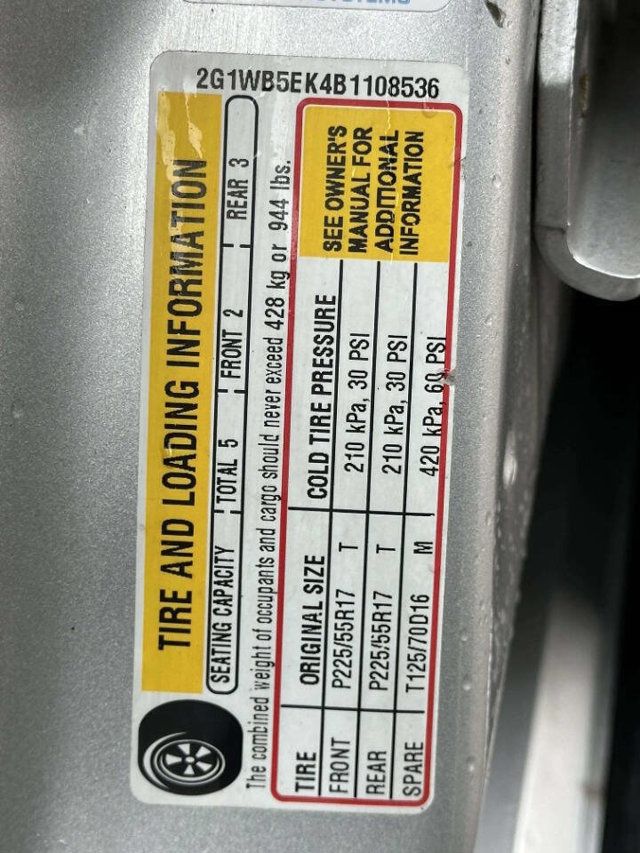 2G1WB5EK4B1108536
TIRE AND LOADING INFORMATION
SEATING CAPACITY TOTAL 5 FRONT 2 REAR 3
The combined weight of occupants and cargo should never exceed 428 kg or 944 lbs.
TIRE ORIGINAL SIZE COLD TIRE PRESSURE
FRONT P225/55R17 T 210 kPa, 30 PSI
REAR P225/55R17 T 210 kPa, 30 PSI
SPARE T125/70D16 M 420 kPa, 60 PSI
SEE OWNER'S
MANUAL FOR
ADDITIONAL
INFORMATION